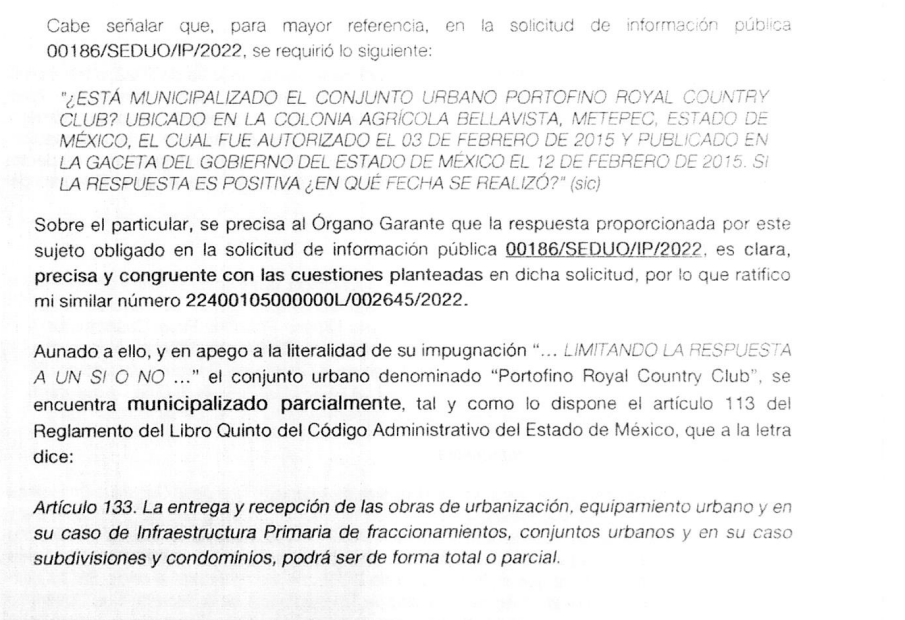 Cabe señalar que, para mayor referencia, en la solicitud de información pública
00186/SEDUO/IP/2022, se requirió lo siguiente:
"¿ESTÁ MUNICIPALIZADO EL CONJUNTO URBANO PORTOFINO ROYAL COUNTRY
CLUB? UBICADO EN LA COLONIA AGRÍCOLA BELLAVISTA, METEPEC, ESTADO DE
MÉXICO, EL CUAL FUE AUTORIZADO EL 03 DE FEBRERO DE 2015 Y PUBLICADO EN
LA GACETA DEL GOBIERNO DEL ESTADO DE MÉXICO EL 12 DE FEBRERO DE 2015. SI
LA RESPUESTA ES POSITIVA ¿EN QUÉ FECHA SE REALIZÓ?" (sic)
Sobre el particular, se precisa al Órgano Garante que la respuesta proporcionada por este
sujeto obligado en la solicitud de información pública 00186/SEDUO/IP/2022, es clara,
precisa y congruente con las cuestiones planteadas en dicha solicitud, por lo que ratifico
mi similar número 22400105000000L/002645/2022.
Aunado a ello, y en apego a la literalidad de su impugnación "... LIMITANDO LA RESPUESTA
A UN SI O NO ..." el conjunto urbano denominado "Portofino Royal Country Club", se
encuentra municipalizado parcialmente, tal y como lo dispone el artículo 113 del
Reglamento del Libro Quinto del Código Administrativo del Estado de México, que a la letra
dice:
Artículo 133. La entrega y recepción de las obras de urbanización, equipamiento urbano y en
su caso de Infraestructura Primaria de fraccionamientos, conjuntos urbanos y en su caso
subdivisiones y condominios, podrá ser de forma total o parcial.